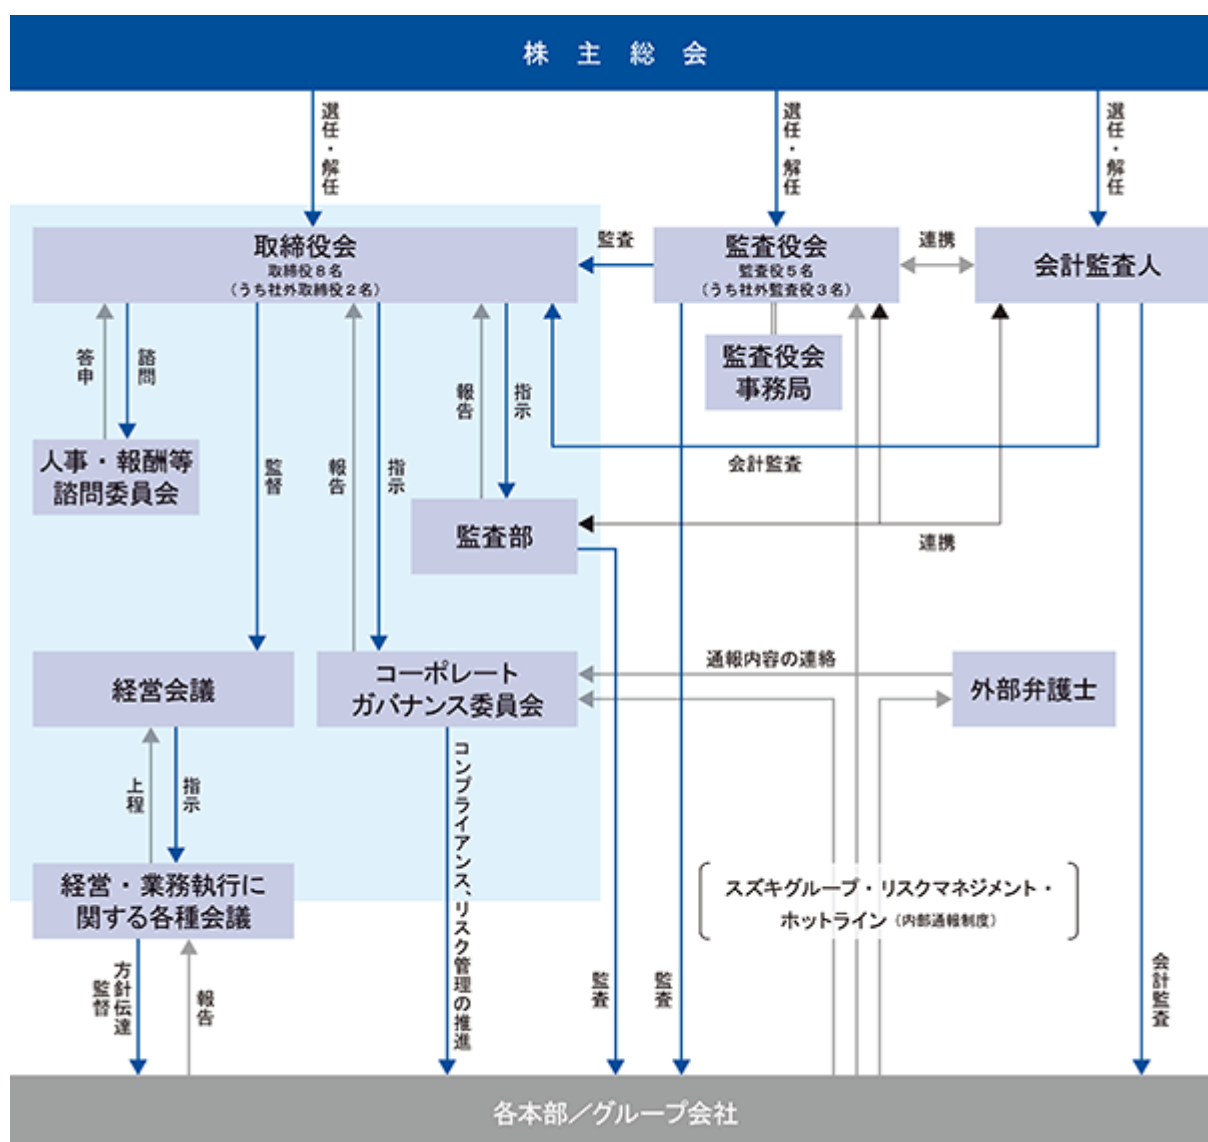 株主総会
選任・解任
選任・解任
選任・解任
取締役会
取締役8名
（うち社外取締役2名）
監査
監査役会
監査役5名
（うち社外監査役3名）
連携
会計監査人
監査役会
事務局
答申
諮問
報告
指示
人事・報酬等
諮問委員会
監督
報告
指示
会計監査
監査部
連携
経営会議
コーポレート
ガバナンス委員会
通報内容の連絡
外部弁護士
上程
指示
コンプライアンス、リスク管理の推進
経営・業務執行に
関する各種会議
スズキグループ・リスクマネジメント・
ホットライン（内部通報制度）
方針伝達
監督
報告
監査
監査
会計監査
各本部／グループ会社